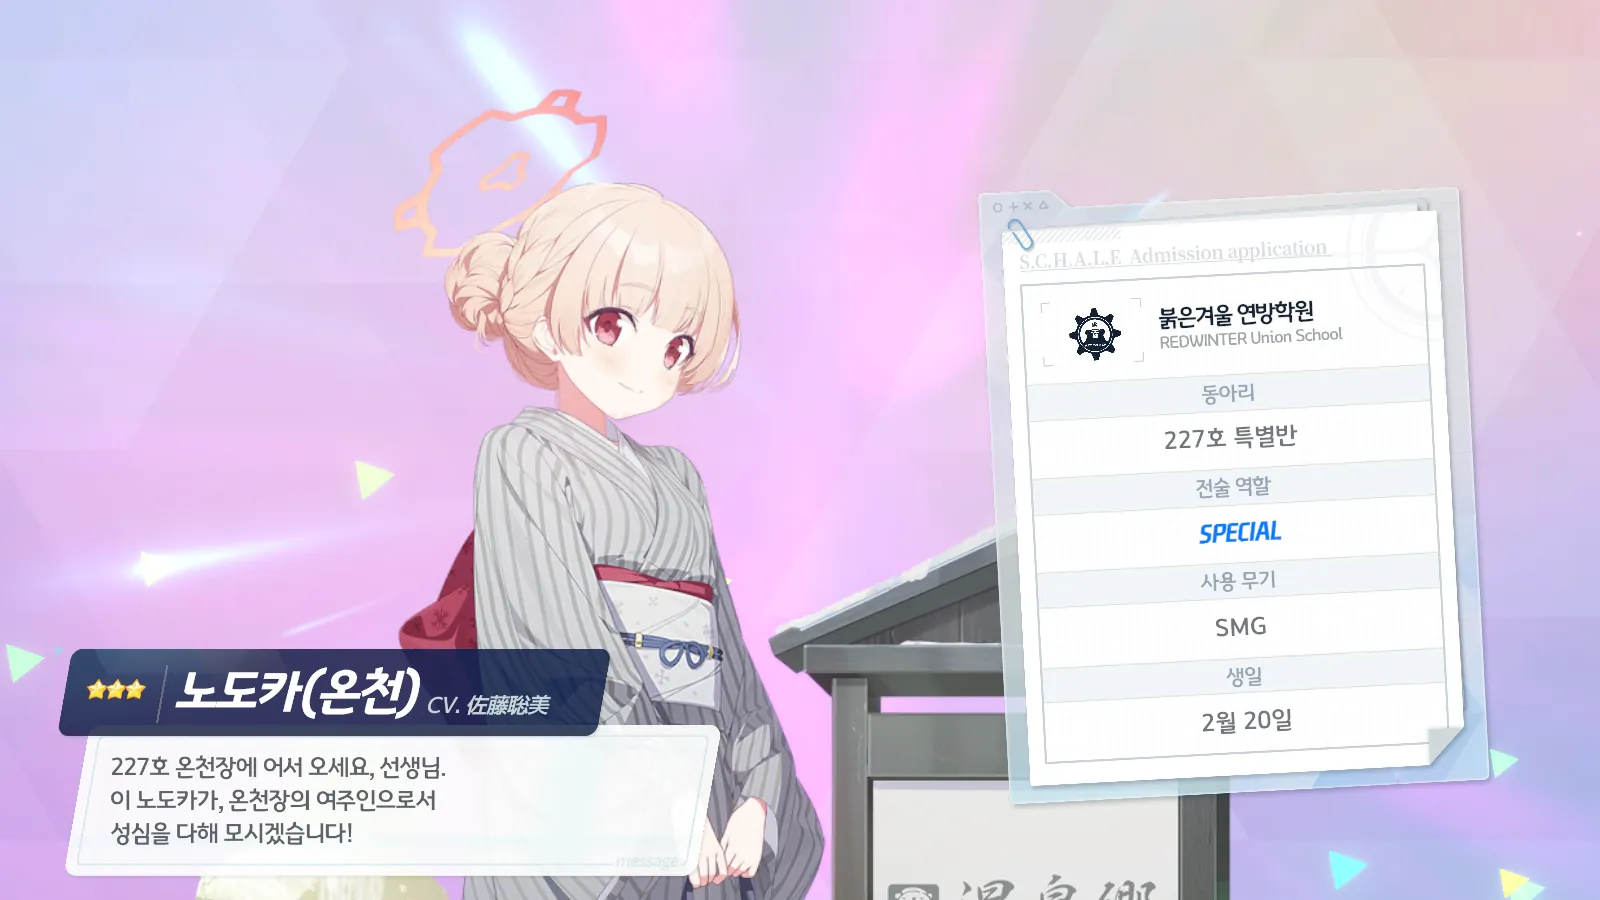 S.C.H.A.L.E Admission application
붉은겨울 연방학원
REDWINTER Union School
동아리
227호 특별반
전술 역할
SPECIAL
사용 무기
SMG
생일
2월 20일
노도카(온천) CV. 佐藤聡美
227호 온천장에 어서 오세요, 선생님.
이 노도카가, 온천장의 여주인으로서
성심을 다해 모시겠습니다!
message